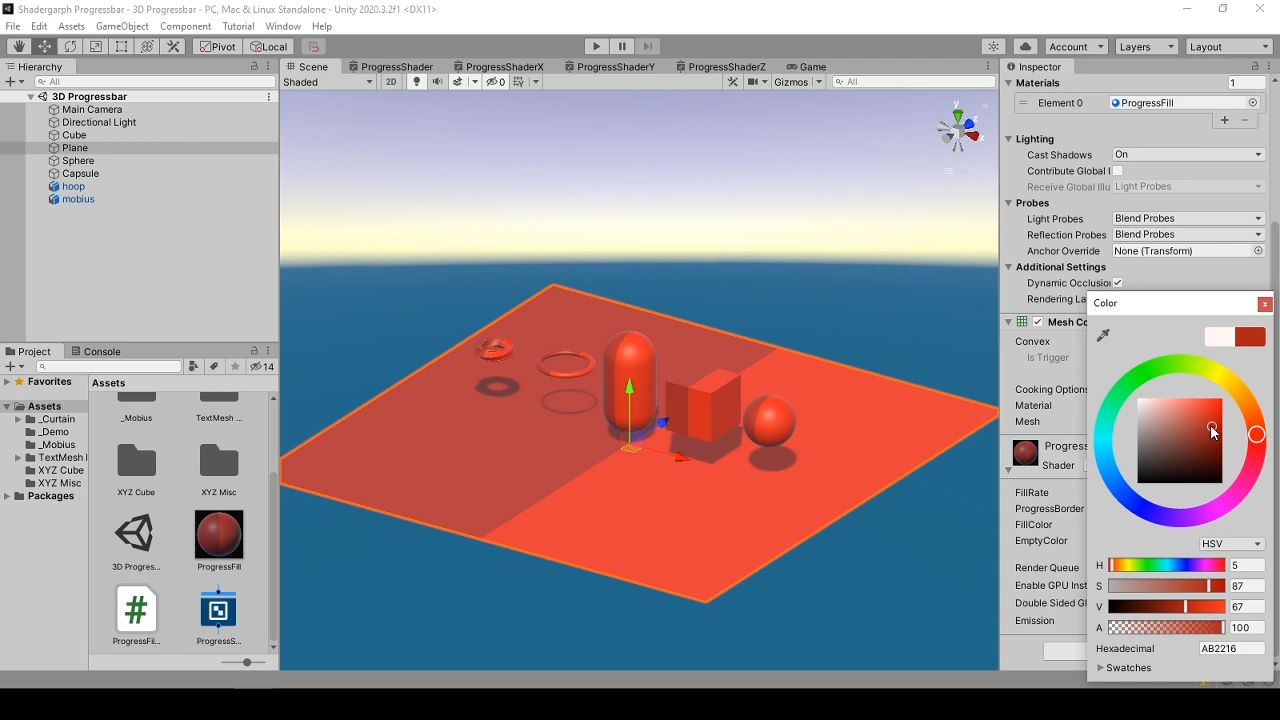 Shadergarph Progressbar - 3D Progressbar - PC, Mac & Linux Standalone - Unity 2020.3.2f1 <DX11>
File Edit Assets GameObject Component Tutorial Window Help
Pivot Local Account Layers Layout
Hierarchy
All
3D Progressbar
Main Camera
Directional Light
Cube
Plane
Sphere
Capsule
hoop
mobius
Scene ProgressShader ProgressShaderX ProgressShaderY ProgressShaderZ Game
Shaded 2D 0 Gizmos All
y
x
z
Project Console
14
Favorites
Assets
_Curtain
_Demo
_Mobius
TextMesh
XYZ Cube
XYZ Misc
Packages
Assets
_Mobius TextMesh ...
XYZ Cube XYZ Misc
3D Progres... ProgressFill
#
ProgressFil... ProgressS...
Inspector
Materials 1
Element 0 ProgressFill
Lighting
Cast Shadows On
Contribute Global I
Receive Global Illu Light Probes
Probes
Light Probes Blend Probes
Reflection Probes Blend Probes
Anchor Override None (Transform)
Additional Settings
Dynamic Occlusion
Rendering La
Mesh Co
Convex
Is Trigger
Cooking Options
Material
Mesh
Progress
Shader
FillRate
ProgressBorder
FillColor
EmptyColor
Render Queue
Enable GPU Inst
Double Sided Gl
Emission
Color x
HSV
H 5
S 87
V 67
A 100
Hexadecimal AB2216
Swatches